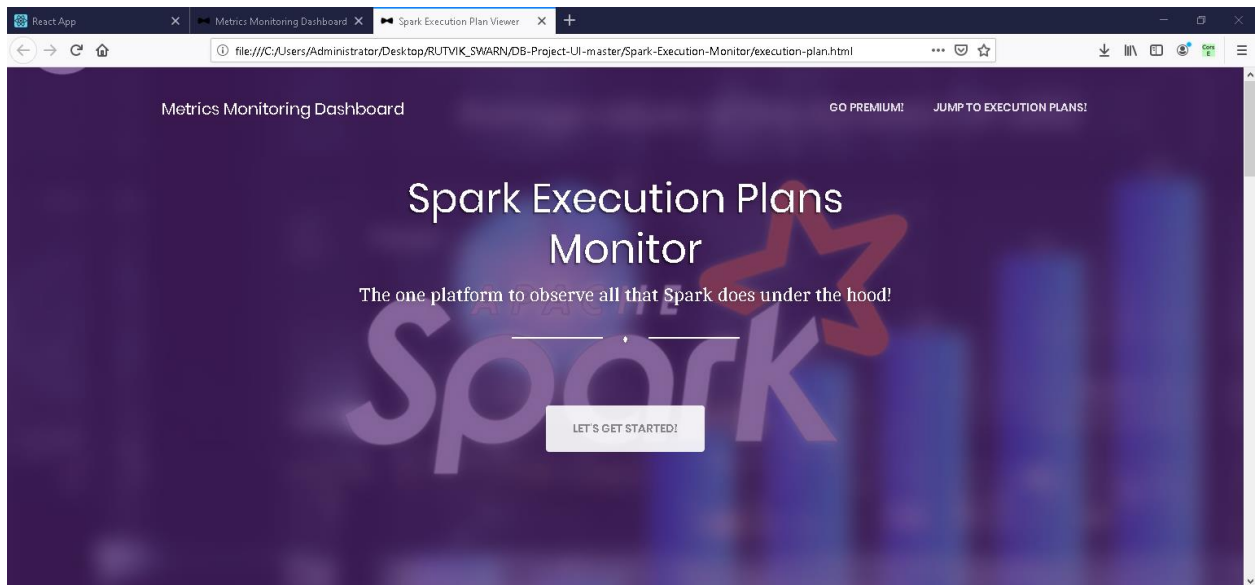 React App
Metrics Monitoring Dashboard
Spark Execution Plan Viewer
file:///C:/Users/Administrator/Desktop/RUTVIK_SWARN/DB-Project-UI-master/Spark-Execution-Monitor/execution-plan.html
Metrics Monitoring Dashboard
GO PREMIUM!
JUMP TO EXECUTION PLANS!
Spark Execution Plans
Monitor
The one platform to observe all that Spark does under the hood!
APACHE
Spark
LET'S GET STARTED!